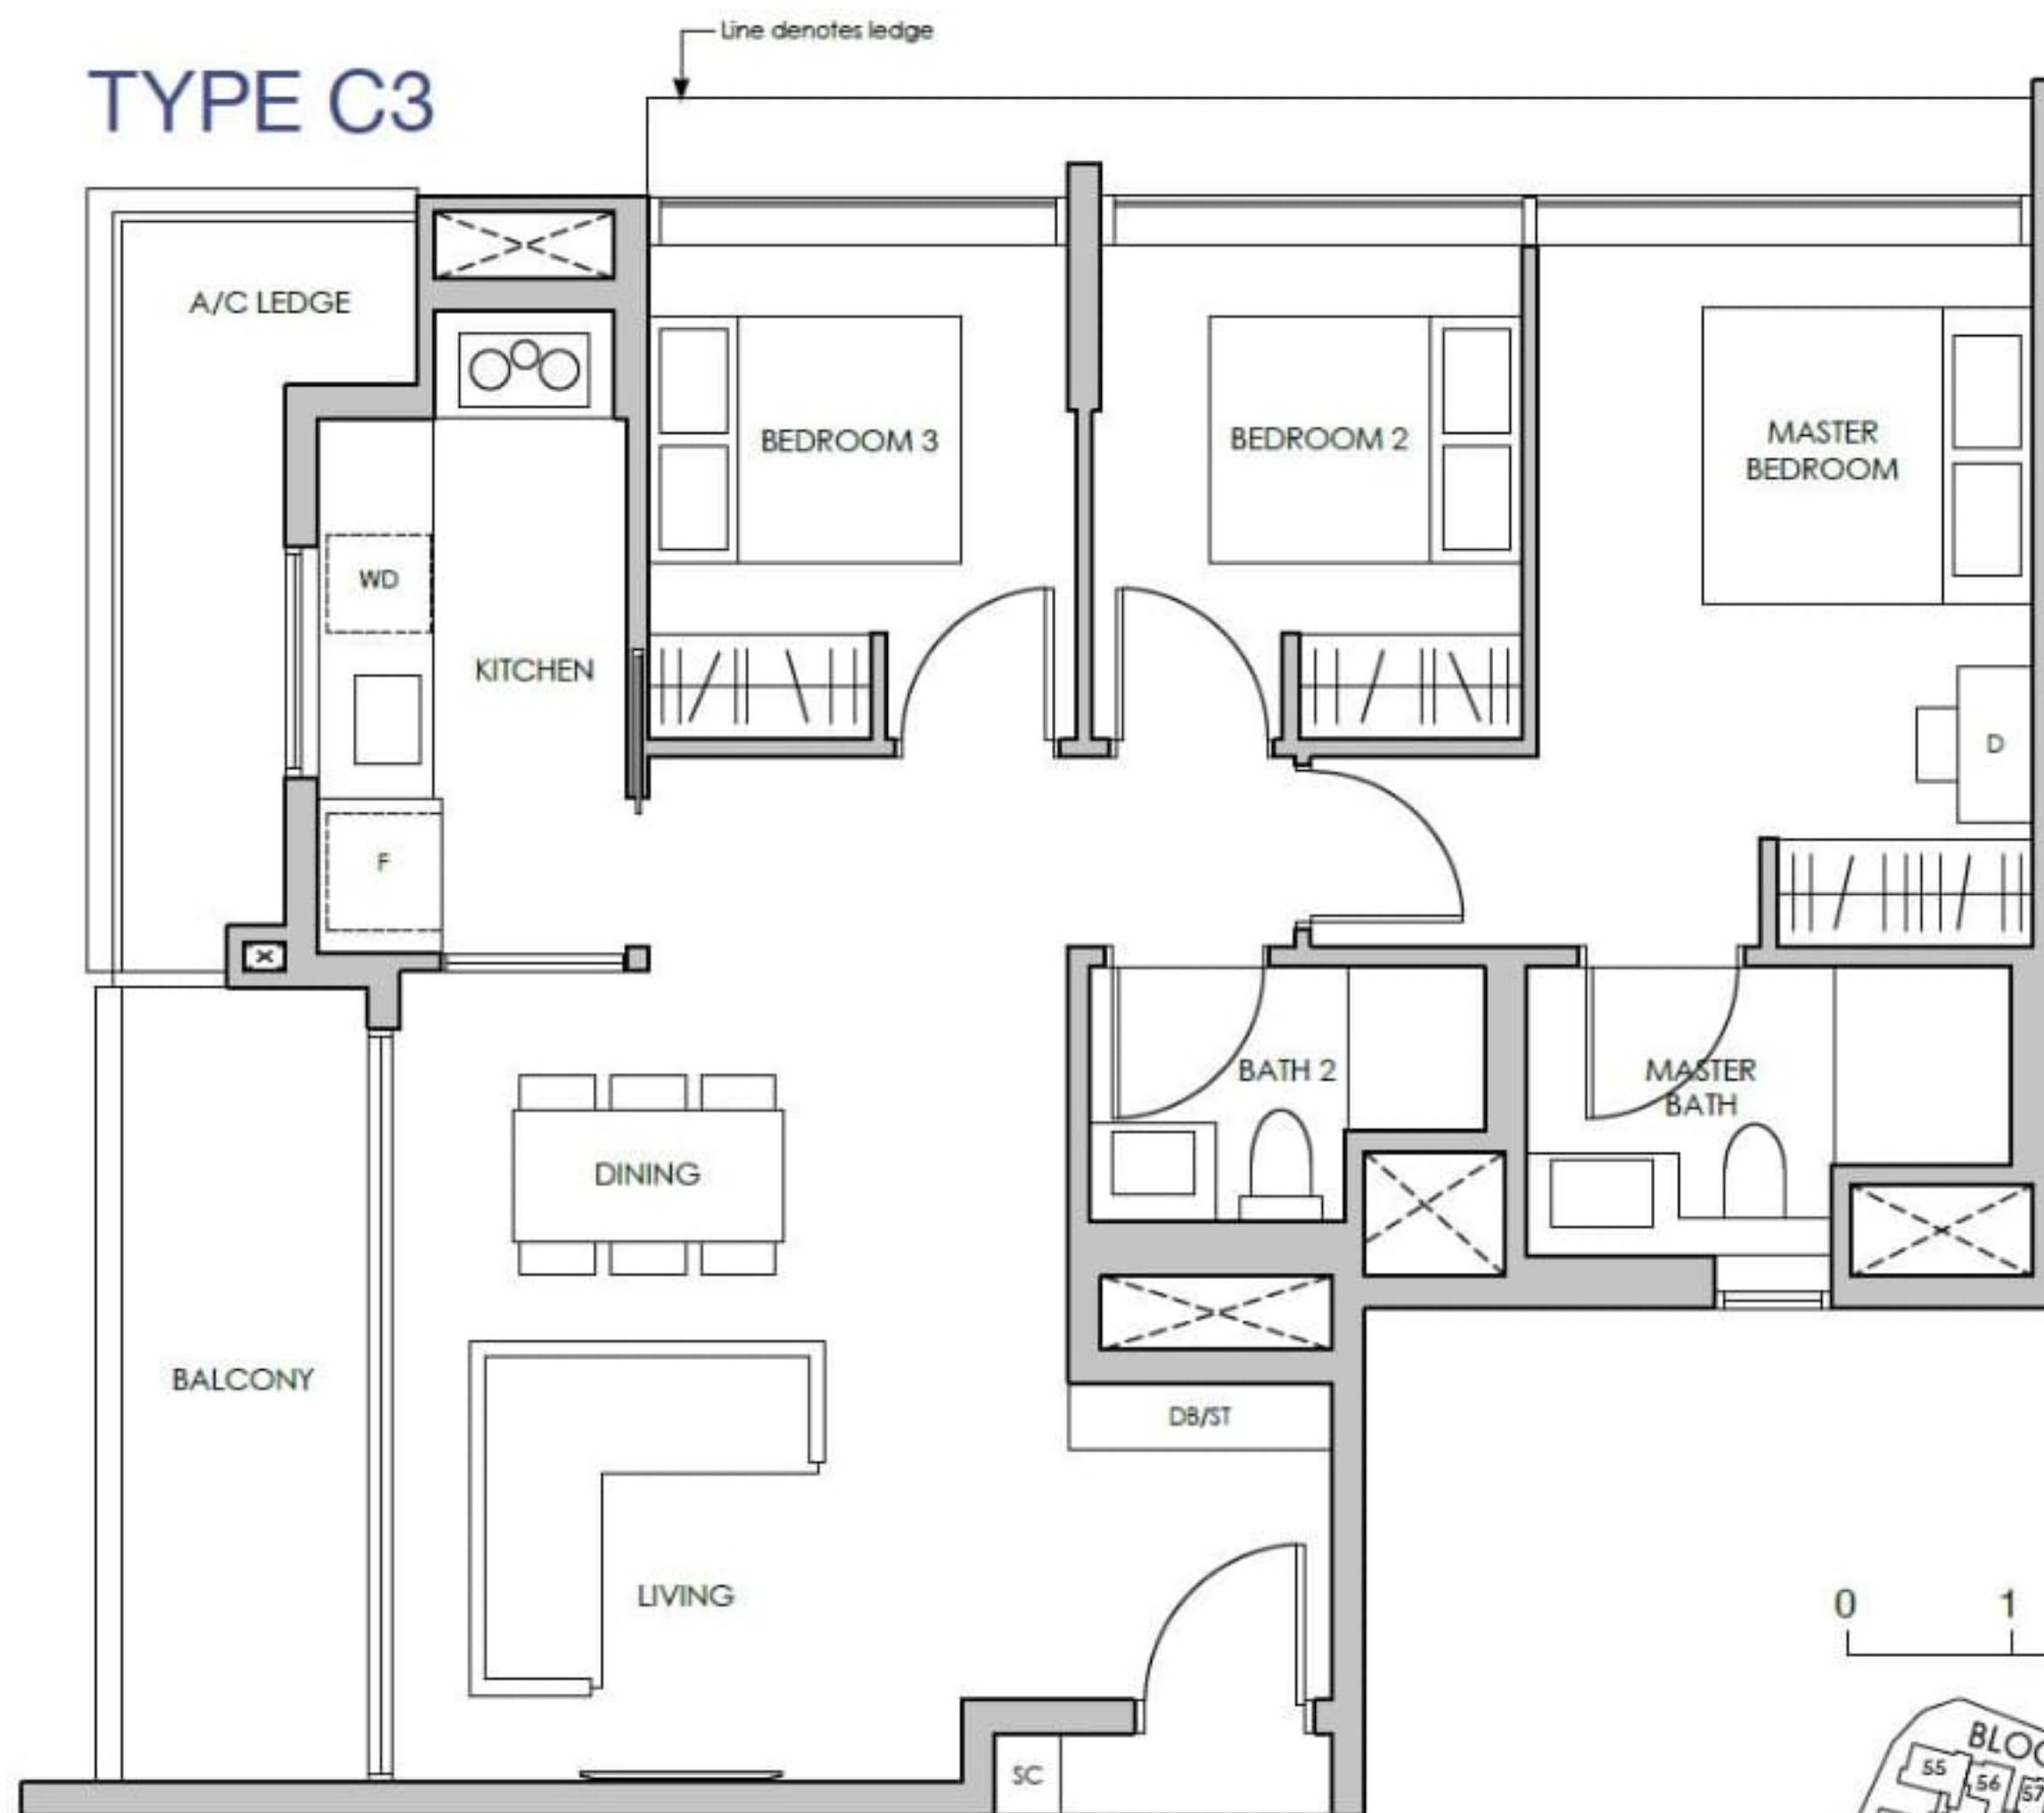 Line denotes ledge
TYPE C3
A/C LEDGE
BEDROOM 3
BEDROOM 2
MASTER
BEDROOM
WD
KITCHEN
D
F
BATH 2
MASTER
BATH
DINING
BALCONY
DB/ST
LIVING
0 1
SC
55
56
57